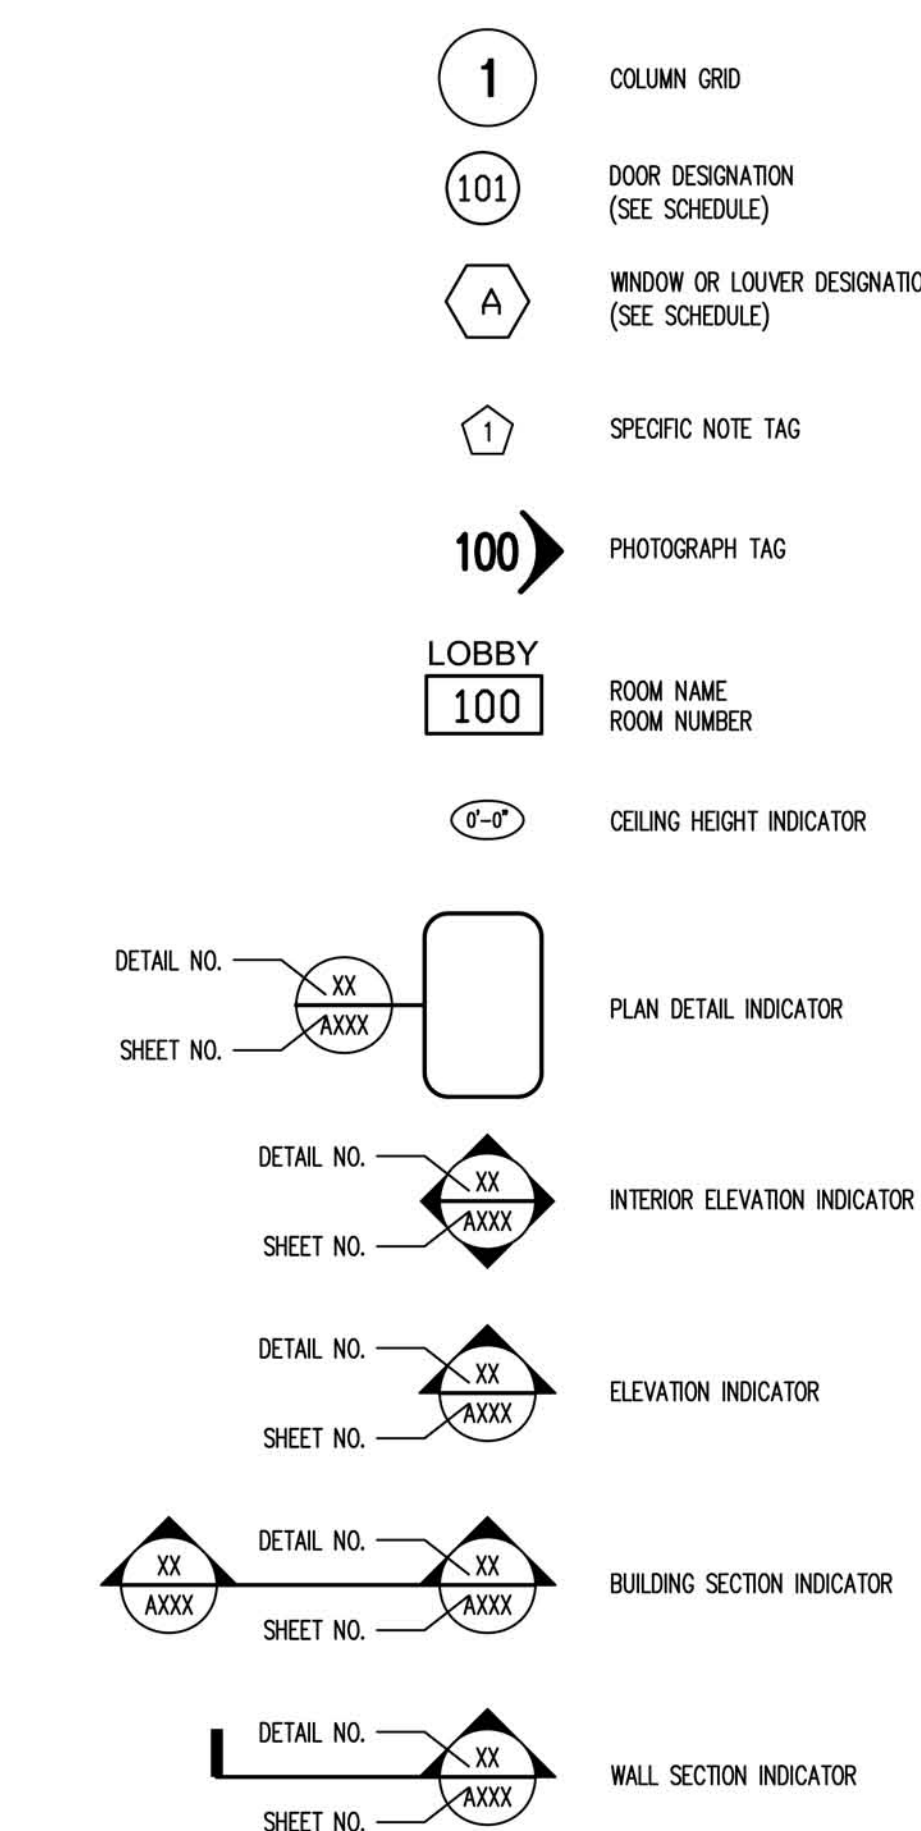 1 COLUMN GRID
101 DOOR DESIGNATION
(SEE SCHEDULE)
A WINDOW OR LOUVER DESIGNATIO
(SEE SCHEDULE)
1 SPECIFIC NOTE TAG
100 PHOTOGRAPH TAG
LOBBY
100
ROOM NAME
ROOM NUMBER
0'-0" CEILING HEIGHT INDICATOR
DETAIL NO.
XX
AXXX
SHEET NO.
PLAN DETAIL INDICATOR
DETAIL NO.
XX
AXXX
SHEET NO.
INTERIOR ELEVATION INDICATOR
DETAIL NO.
XX
AXXX
SHEET NO.
ELEVATION INDICATOR
XX
AXXX
DETAIL NO.
XX
AXXX
SHEET NO.
BUILDING SECTION INDICATOR
DETAIL NO.
XX
AXXX
SHEET NO.
WALL SECTION INDICATOR